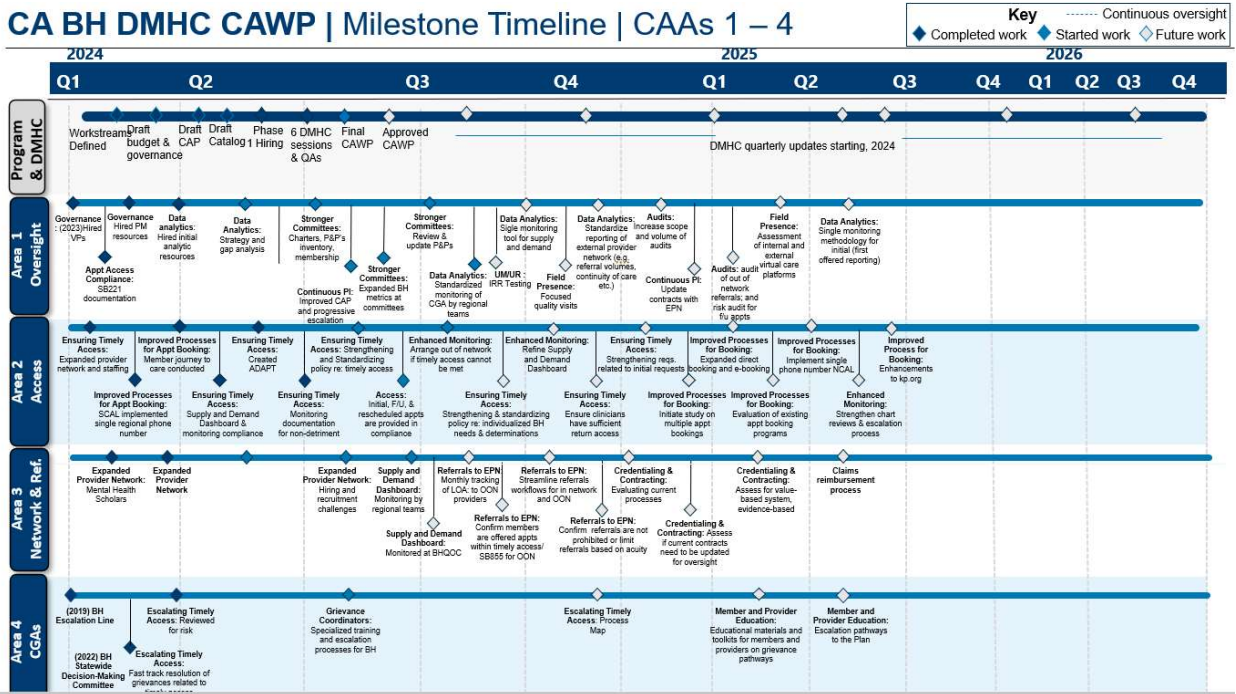 CA BH DMHC CAWP | Milestone Timeline | CAAs 1 – 4
Key
Continuous oversight
Completed work
Started work
Future work
2024
2025
2026
Q1
Q2
Q3
Q4
Q1
Q2
Q3
Q4
Q1
Q2
Q3
Q4
Program
& DMHC
Workstreams
Defined
Draft
budget &
governance
Draft
CAP
Draft
Catalog
Phase
1 Hiring
6 DMHC
sessions
& QAs
Final
CAWP
Approved
CAWP
DMHC quarterly updates starting, 2024
Area 1
Oversight
Governance
: (2023)Hired
VPs
Appt Access
Compliance:
SB221
documentation
Governance
Hired PM
resources
Data
analytics:
Hired initial
analytic
resources
Data
Analytics:
Strategy and
gap analysis
Stronger
Committees:
Charters, P&P's
inventory,
membership
Continuous PI:
Improved CAP
and progressive
escalation
Stronger
Committees:
Expanded BH
metrics at
committees
Stronger
Committees:
Review &
update P&Ps
Data Analytics:
Standardized
monitoring of
CGA by regional
teams
UM/UR :
IRR Testing
Data Analytics:
Sigle monitoring
tool for supply
and demand
Field
Presence:
Focused
quality visits
Data Analytics:
Standardize
reporting of
external provider
network (e.g.
referral volumes,
continuity of care
etc.)
Audits:
Increase scope
and volume of
audits
Continuous PI:
Update
contracts with
EPN
Audits: audit
of out of
network
referrals; and
risk audit for
f/u appts
Field
Presence:
Assessment
of internal and
external
virtual care
platforms
Data Analytics:
Single monitoring
methodology for
initial (first
offered reporting)
Area 2
Access
Ensuring Timely
Access:
Expanded provider
network and staffing
Improved Processes
for Appt Booking:
SCAL implemented
single regional phone
number
Improved Processes
for Appt Booking:
Member journey to
care conducted
Ensuring Timely
Access:
Supply and Demand
Dashboard &
monitoring compliance
Ensuring Timely
Access:
Created
ADAPT
Ensuring Timely
Access:
Monitoring
documentation
for non-detriment
Ensuring Timely
Access: Strengthening
and Standardizing
policy re: timely access
Access:
Initial, F/U, &
rescheduled appts
are provided in
compliance
Enhanced Monitoring:
Arrange out of network
if timely access cannot
be met
Ensuring Timely
Access:
Strengthening & standardizing
policy re: individualized BH
needs & determinations
Enhanced Monitoring:
Refine Supply
and Demand
Dashboard
Ensuring Timely
Access:
Ensure clinicians
have sufficient
return access
Ensuring Timely
Access:
Strengthening reqs.
related to initial requests
Improved Processes
for Booking:
Initiate study on
multiple appt
bookings
Improved Processes
for Booking:
Expanded direct
booking and e-booking
Improved Processes
for Booking:
Evaluation of existing
appt booking
programs
Improved Processes
for Booking:
Implement single
phone number NCAL
Enhanced
Monitoring:
Strengthen chart
reviews & escalation
process
Improved
Process for
Booking:
Enhancements
to kp.org
Area 3
Network & Ref.
Expanded
Provider Network:
Mental Health
Scholars
Expanded
Provider
Network
Expanded
Provider Network:
Hiring and
recruitment
challenges
Supply and
Demand
Dashboard:
Monitoring by
regional teams
Supply and Demand
Dashboard:
Monitored at BHQOC
Referrals to EPN
Monthly tracking
of LOA: to OON
providers
Referrals to EPN:
Confirm members
are offered appts
within timely access/
SB855 for OON
Referrals to EPN:
Streamline referrals
workflows for in network
and OON
Referrals to EPN:
Confirm referrals are not
prohibited or limit
referrals based on acuity
Credentialing &
Contracting:
Evaluating current
processes
Credentialing &
Contracting: Assess
if current contracts
need to be updated
for oversight
Credentialing &
Contracting:
Assess for value-
based system,
evidence-based
Claims
reimbursement
process
Area 4
CGAs
(2019) BH
Escalation Line
(2022) BH
Statewide
Decision-Making
Committee
Escalating Timely
Access: Reviewed
for risk
Escalating Timely
Access:
Fast track resolution of
grievances related to
timely access
Grievance
Coordinators:
Specialized training
and escalation
processes for BH
Escalating Timely
Access: Process
Map
Member and Provider
Education:
Educational materials and
toolkits for members and
providers on grievance
pathways
Member and
Provider Education:
Escalation pathways
to the Plan